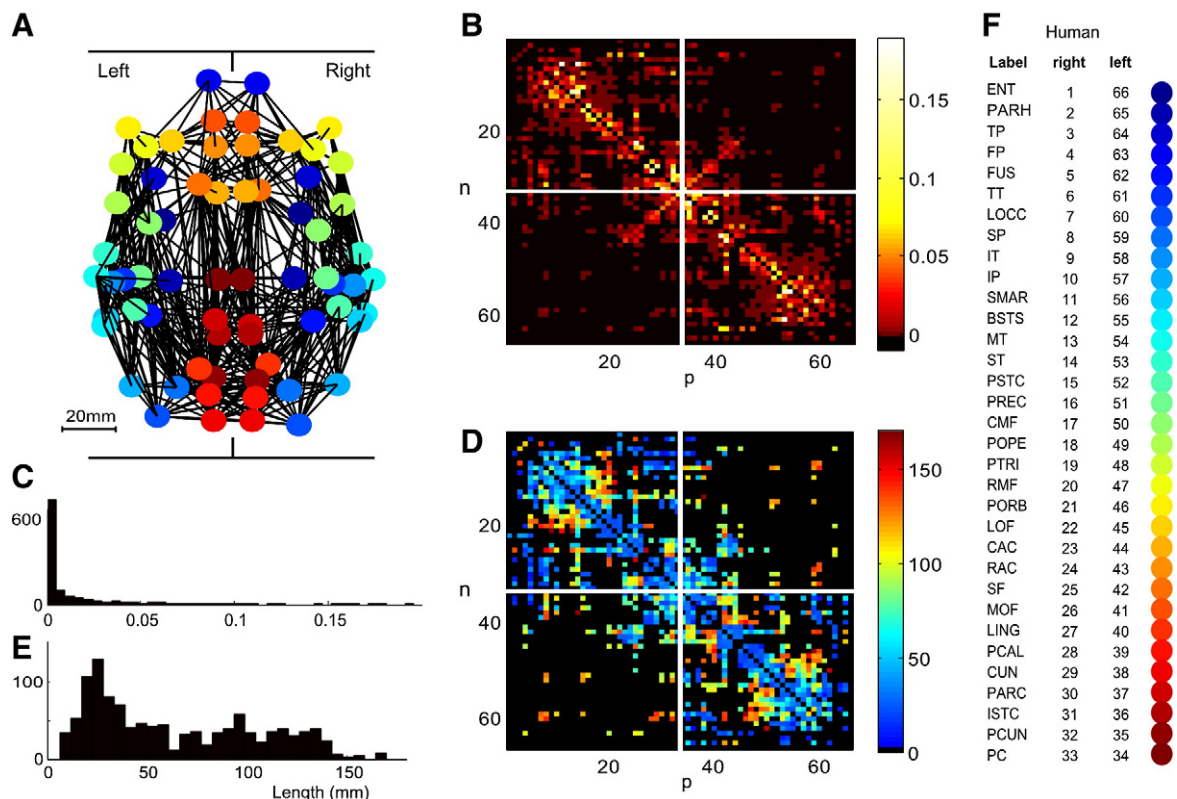 A
Left
Right
20mm
B
20
n
40
60
20
40
60
p
0.15
0.1
0.05
0
C
600
0
0
0.05
0.1
0.15
E
100
0
0
50
100
150
Length (mm)
D
20
n
40
60
20
40
60
p
150
100
50
0
F
Human
Label right left
ENT 1 66
PARH 2 65
TP 3 64
FP 4 63
FUS 5 62
TT 6 61
LOCC 7 60
SP 8 59
IT 9 58
IP 10 57
SMAR 11 56
BSTS 12 55
MT 13 54
ST 14 53
PSTC 15 52
PREC 16 51
CMF 17 50
POPE 18 49
PTRI 19 48
RMF 20 47
PORB 21 46
LOF 22 45
CAC 23 44
RAC 24 43
SF 25 42
MOF 26 41
LING 27 40
PCAL 28 39
CUN 29 38
PARC 30 37
ISTC 31 36
PCUN 32 35
PC 33 34